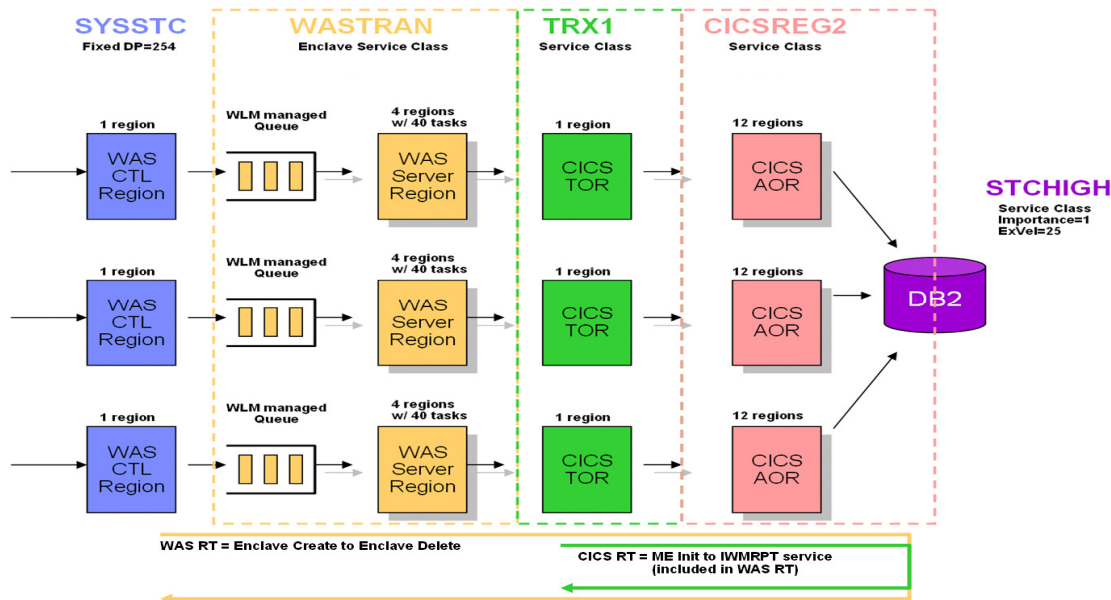 SYSSTC
Fixed DP=254
WASTRAN
Enclave Service Class
TRX1
Service Class
CICSREG2
Service Class
1 region
WLM managed
Queue
4 regions
w/ 40 tasks
1 region
12 regions
WAS
CTL
Region
WAS
Server
Region
CICS
TOR
CICS
AOR
STCHIGH
Service Class
Importance=1
ExVel=25
1 region
WLM managed
Queue
4 regions
w/ 40 tasks
1 region
12 regions
WAS
CTL
Region
WAS
Server
Region
CICS
TOR
CICS
AOR
DB2
1 region
WLM managed
Queue
4 regions
w/ 40 tasks
1 region
12 regions
WAS
CTL
Region
WAS
Server
Region
CICS
TOR
CICS
AOR
WAS RT = Enclave Create to Enclave Delete
CICS RT = ME Init to IWMRPT service
(included in WAS RT)